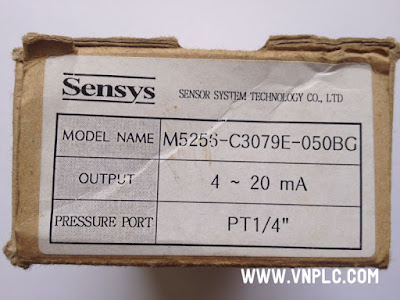 Sensys
SENSOR SYSTEM TECHNOLOGY CO., LTD
MODEL NAME M5256-C3079E-050BG
OUTPUT 4 ~ 20 mA
PRESSURE PORT PT1/4"
WWW.VNPLC.COM